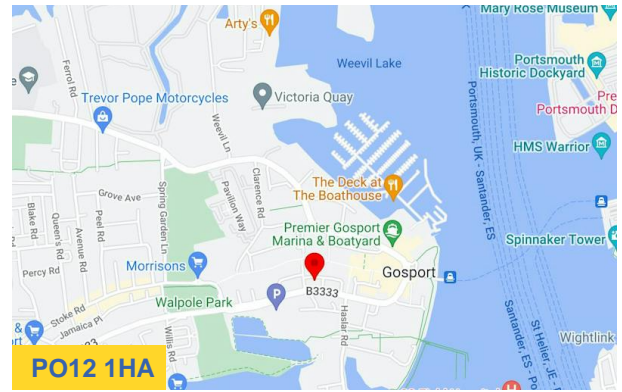 Mary Rose Museum
Arty's
Portsmouth
Historic Dockyard
Weevil Lake
Ferrol Rd
Trevor Pope Motorcycles
Victoria Quay
Pre
Portsmouth D
Weevil Ln
HMS Warrior
Portsmouth, UK - Santander, ES
The Deck at
The Boathouse
Clarence Rd
Grove Ave
Spring Garden Ln
Pavilion Way
Blake Rd
Queen's Rd
Avenue Rd
Peel Rd
Premier Gosport
Marina & Boatyard
Spinnaker Tower
Percy Rd
Morrisons
Gosport
B3333
Stoke Rd
Walpole Park
P
Haslar Rd
Jamaica Pl
Willis Rd
Santander, ES - Po
St Helier, JE - P
Wightlink
PO12 1HA